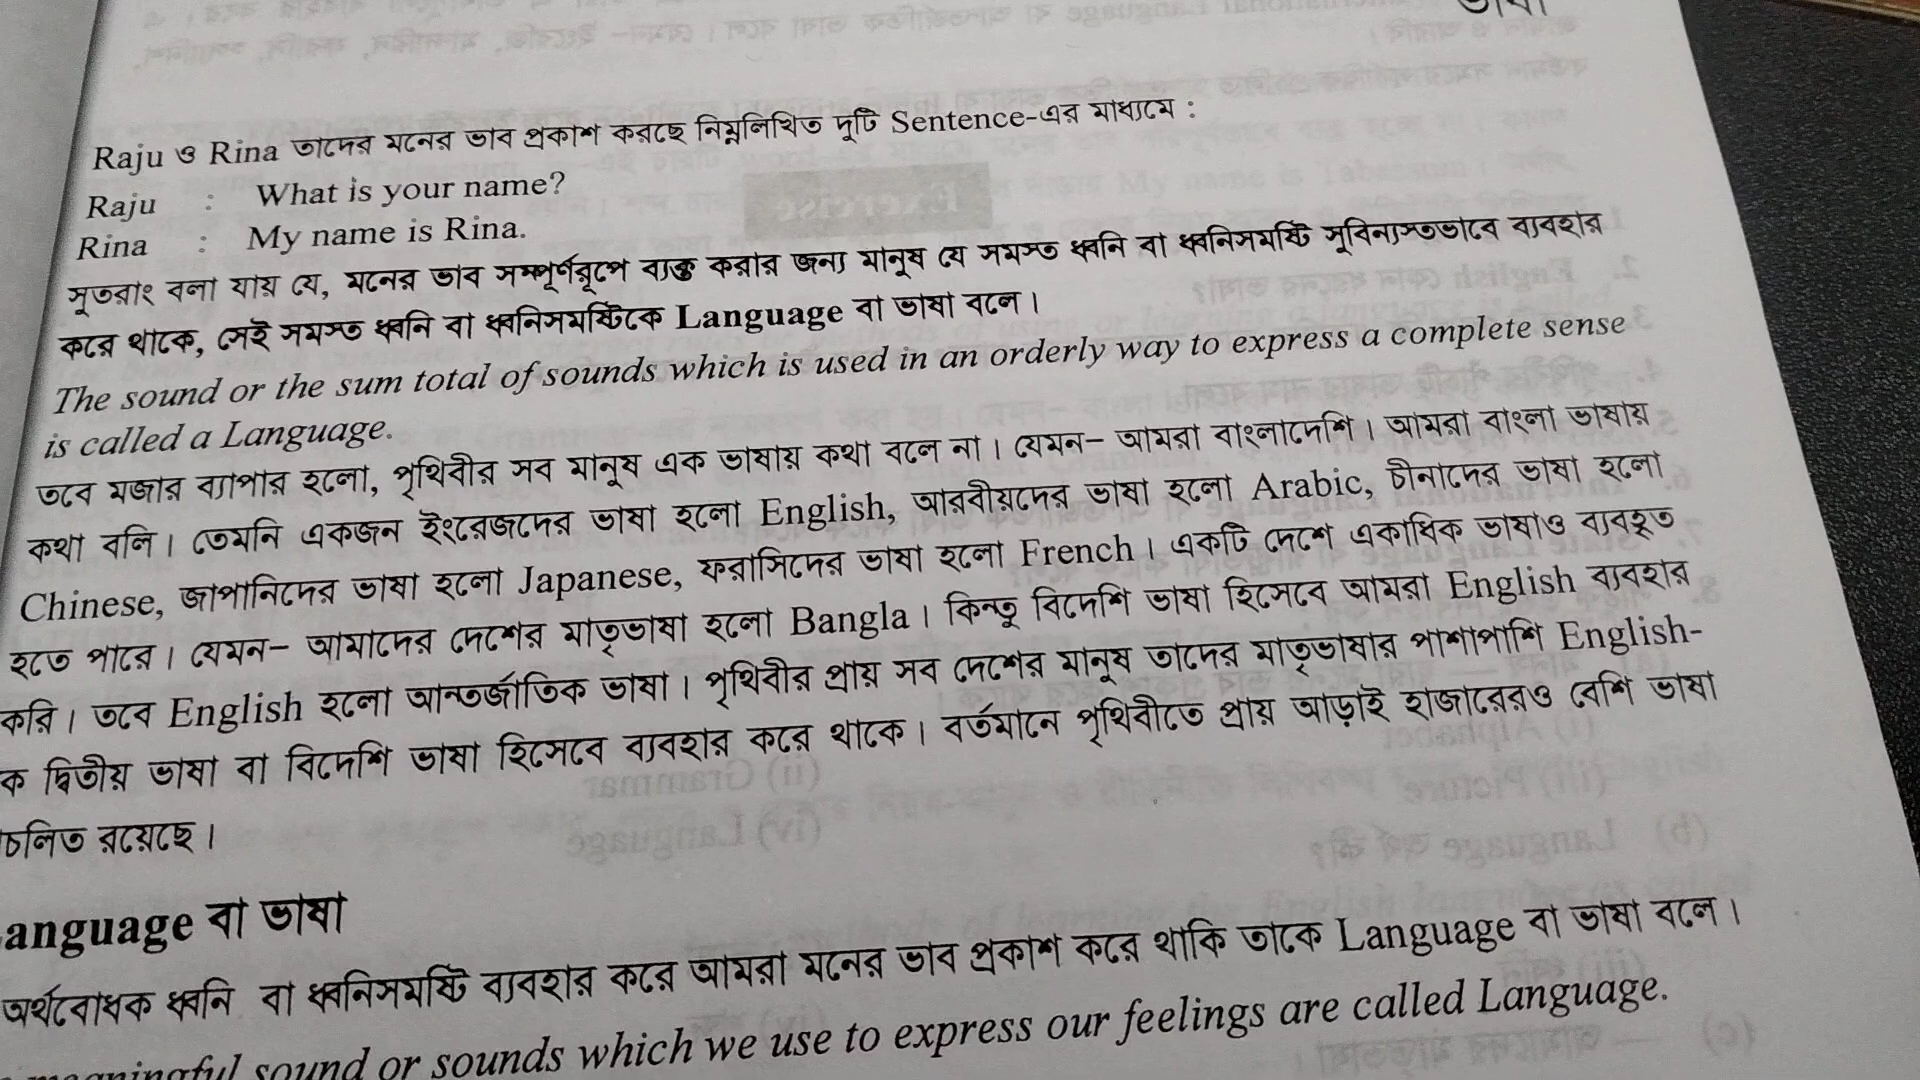 ভাষা
Raju ও Rina তাদের মনের ভাব প্রকাশ করছে নিম্নলিখিত দুটি Sentence-এর মাধ্যমে :
Raju : What is your name?
Rina : My name is Rina.
সুতরাং বলা যায় যে, মনের ভাব সম্পূর্ণরূপে ব্যক্ত করার জন্য মানুষ যে সমস্ত ধ্বনি বা ধ্বনিসমষ্টি সুবিন্যস্তভাবে ব্যবহার
করে থাকে, সেই সমস্ত ধ্বনি বা ধ্বনিসমষ্টিকে Language বা ভাষা বলে।
The sound or the sum total of sounds which is used in an orderly way to express a complete sense
is called a Language.
তবে মজার ব্যাপার হলো, পৃথিবীর সব মানুষ এক ভাষায় কথা বলে না। যেমন– আমরা বাংলাদেশি। আমরা বাংলা ভাষায়
কথা বলি। তেমনি একজন ইংরেজদের ভাষা হলো English, আরবীয়দের ভাষা হলো Arabic, চীনাদের ভাষা হলো
Chinese, জাপানিদের ভাষা হলো Japanese, ফরাসিদের ভাষা হলো French। একটি দেশে একাধিক ভাষাও ব্যবহৃত
হতে পারে। যেমন– আমাদের দেশের মাতৃভাষা হলো Bangla। কিন্তু বিদেশি ভাষা হিসেবে আমরা English ব্যবহার
করি। তবে English হলো আন্তর্জাতিক ভাষা। পৃথিবীর প্রায় সব দেশের মানুষ তাদের মাতৃভাষার পাশাপাশি English-
ক দ্বিতীয় ভাষা বা বিদেশি ভাষা হিসেবে ব্যবহার করে থাকে। বর্তমানে পৃথিবীতে প্রায় আড়াই হাজারেরও বেশি ভাষা
চলিত রয়েছে।
anguage বা ভাষা
অর্থবোধক ধ্বনি বা ধ্বনিসমষ্টি ব্যবহার করে আমরা মনের ভাব প্রকাশ করে থাকি তাকে Language বা ভাষা বলে।
meaningful sound or sounds which we use to express our feelings are called Language.